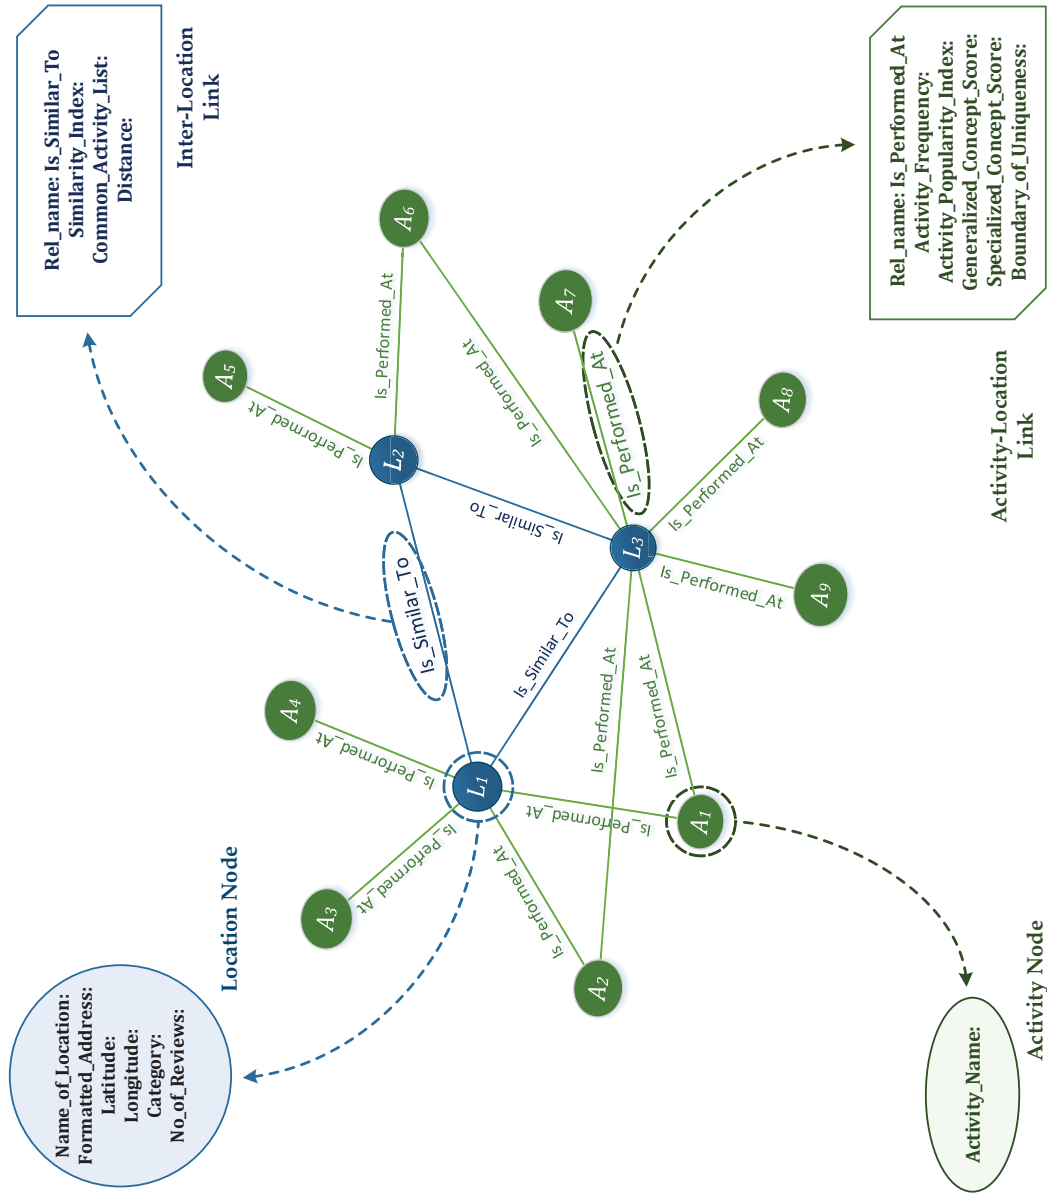 Name_of_Location:
Formatted_Address:
Latitude:
Longitude:
Category:
No_of_Reviews:
Location Node
Rel_name: Is_Similar_To
Similarity_Index:
Common_Activity_List:
Distance:
Inter-Location
Link
A3
A4
A5
A6
Is_Performed_At
Is_Performed_At
Is_Performed_At
Is_Performed_At
L1
Is_Similar_To
L2
Is_Similar_To
Is_Similar_To
Is_Performed_At
Is_Performed_At
Is_Performed_At
A2
Is_Performed_At
A1
Is_Performed_At
L3
Is_Performed_At
A7
Is_Performed_At
A8
Is_Performed_At
A9
Activity_Name:
Activity Node
Rel_name: Is_Performed_At
Activity_Frequency:
Activity_Popularity_Index:
Generalized_Concept_Score:
Specialized_Concept_Score:
Boundary_of_Uniqueness:
Activity-Location
Link